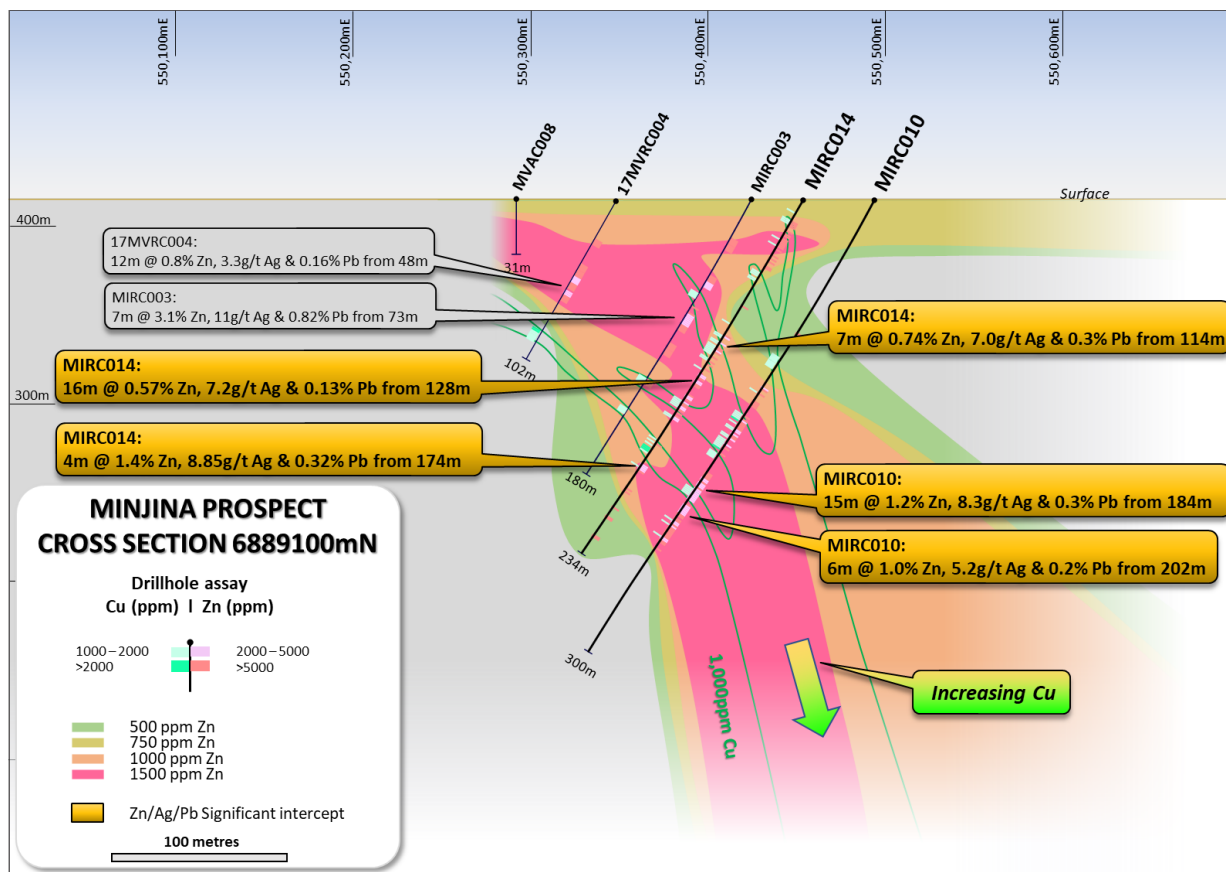 550,100mE
550,200mE
550,300mE
550,400mE
550,500mE
550,600mE
MVAC008
17MVRC004
MIRC003
MIRC014
MIRC010
Surface
400m
300m
17MVRC004:
12m @ 0.8% Zn, 3.3g/t Ag & 0.16% Pb from 48m
31m
MIRC003:
7m @ 3.1% Zn, 11g/t Ag & 0.82% Pb from 73m
MIRC014:
7m @ 0.74% Zn, 7.0g/t Ag & 0.3% Pb from 114m
MIRC014:
16m @ 0.57% Zn, 7.2g/t Ag & 0.13% Pb from 128m
102m
MIRC014:
4m @ 1.4% Zn, 8.85g/t Ag & 0.32% Pb from 174m
180m
MIRC010:
15m @ 1.2% Zn, 8.3g/t Ag & 0.3% Pb from 184m
MIRC010:
6m @ 1.0% Zn, 5.2g/t Ag & 0.2% Pb from 202m
234m
300m
1,000ppm Cu
Increasing Cu
MINJINA PROSPECT
CROSS SECTION 6889100mN
Drillhole assay
Cu (ppm) I Zn (ppm)
1000–2000 2000–5000
>2000 >5000
500 ppm Zn
750 ppm Zn
1000 ppm Zn
1500 ppm Zn
Zn/Ag/Pb Significant intercept
100 metres